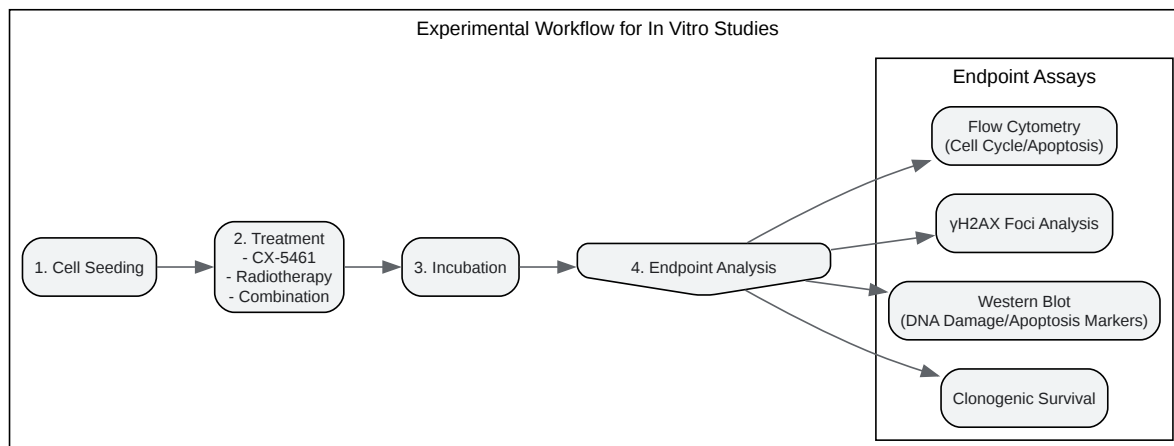 Experimental Workflow for In Vitro Studies
Endpoint Assays
Flow Cytometry
(Cell Cycle/Apoptosis)
γH2AX Foci Analysis
1. Cell Seeding
2. Treatment
- CX-5461
- Radiotherapy
- Combination
3. Incubation
4. Endpoint Analysis
Western Blot
(DNA Damage/Apoptosis Markers)
Clonogenic Survival